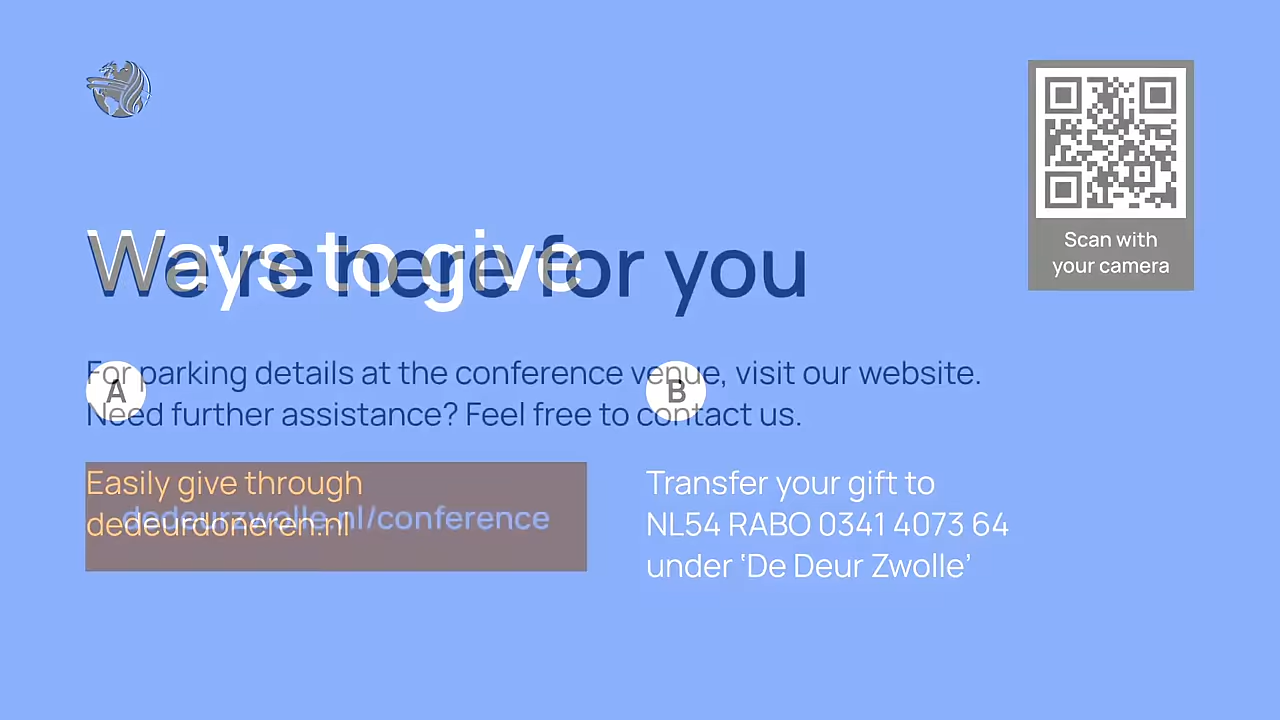 Scan with
your camera
Ways to give
We're here for you
For parking details at the conference venue, visit our website.
Need further assistance? Feel free to contact us.
A
B
Easily give through
dedeurdoneren.nl
dedeurzwolle.nl/conference
Transfer your gift to
NL54 RABO 0341 4073 64
under ‘De Deur Zwolle’